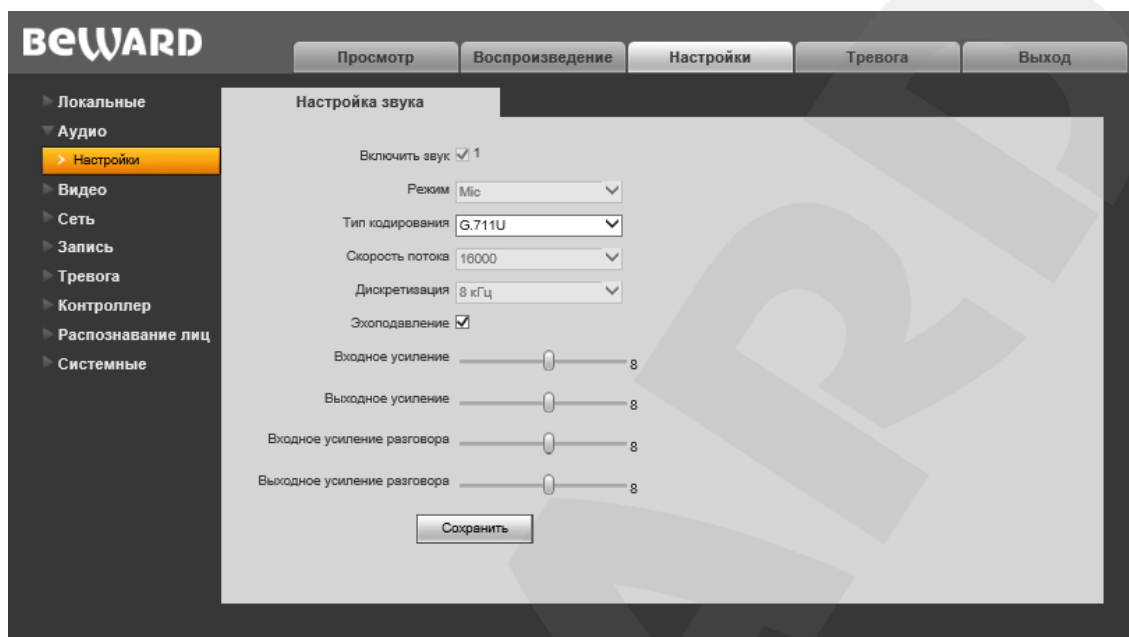 BEWARD
Просмотр
Воспроизведение
Настройки
Тревога
Выход
Локальные
Аудио
Настройки
Видео
Сеть
Запись
Тревога
Контроллер
Распознавание лиц
Системные
Настройка звука
Включить звук 1
Режим Mic
Тип кодирования G.711U
Скорость потока 16000
Дискретизация 8 кГц
Эхоподавление
Входное усиление 8
Выходное усиление 8
Входное усиление разговора 8
Выходное усиление разговора 8
Сохранить